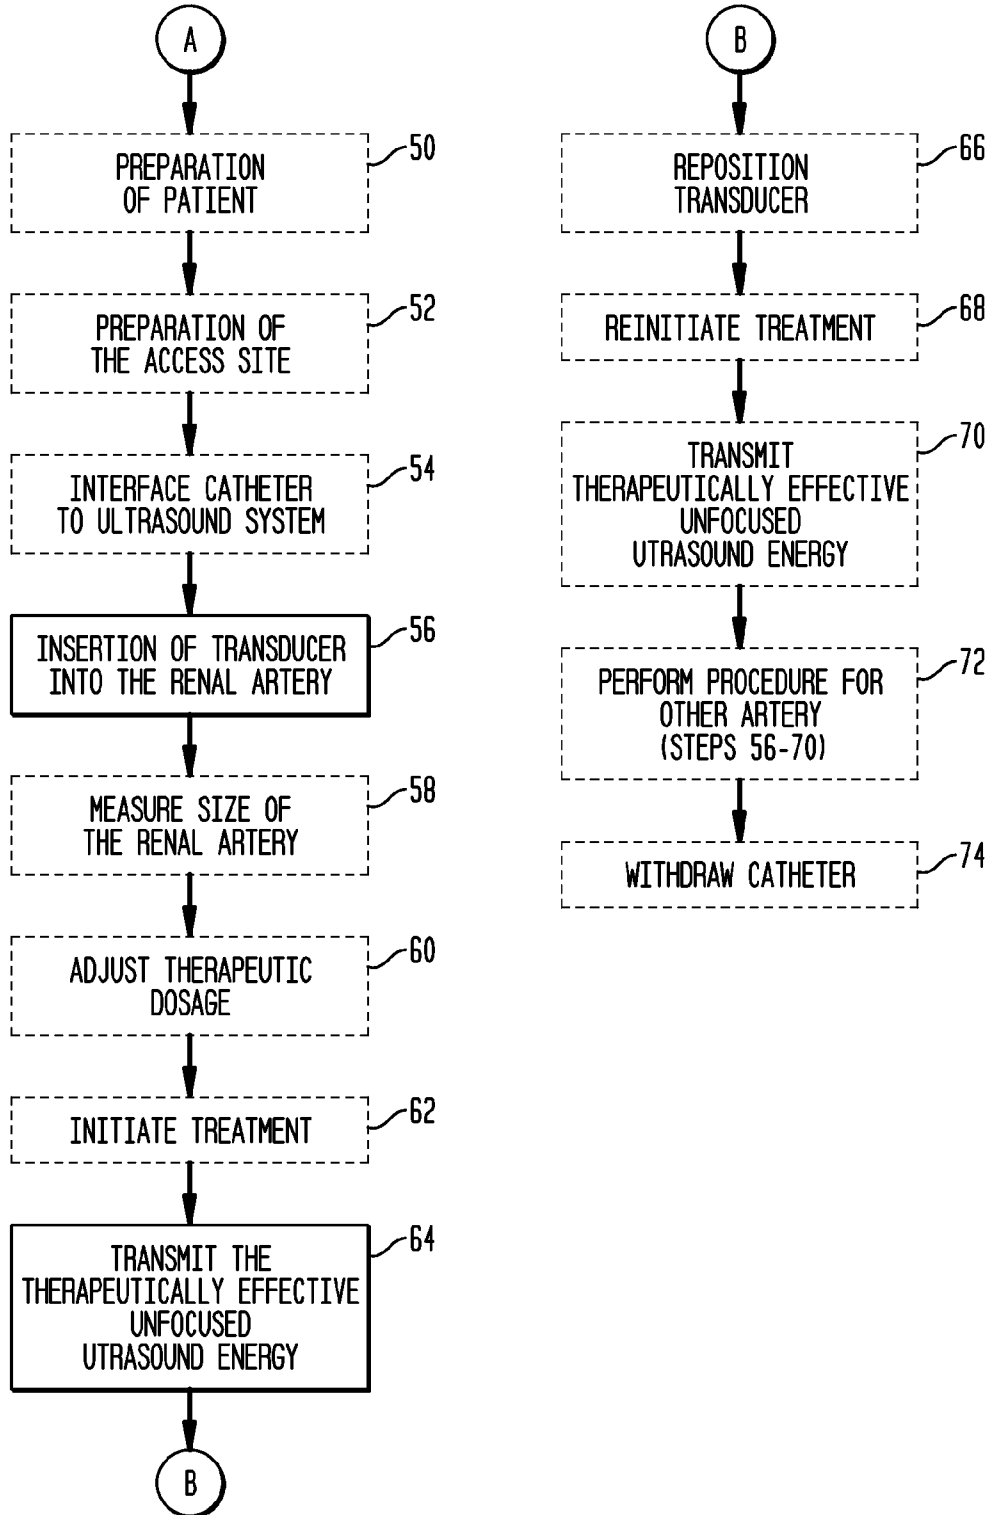 A
PREPARATION
OF PATIENT
50
PREPARATION OF
THE ACCESS SITE
52
INTERFACE CATHETER
TO ULTRASOUND SYSTEM
54
INSERTION OF TRANSDUCER
INTO THE RENAL ARTERY
56
MEASURE SIZE OF
THE RENAL ARTERY
58
ADJUST THERAPEUTIC
DOSAGE
60
INITIATE TREATMENT
62
TRANSMIT THE
THERAPEUTICALLY EFFECTIVE
UNFOCUSED
UTRASOUND ENERGY
64
B
B
REPOSITION
TRANSDUCER
66
REINITIATE TREATMENT
68
TRANSMIT
THERAPEUTICALLY EFFECTIVE
UNFOCUSED
UTRASOUND ENERGY
70
PERFORM PROCEDURE FOR
OTHER ARTERY
(STEPS 56-70)
72
WITHDRAW CATHETER
74